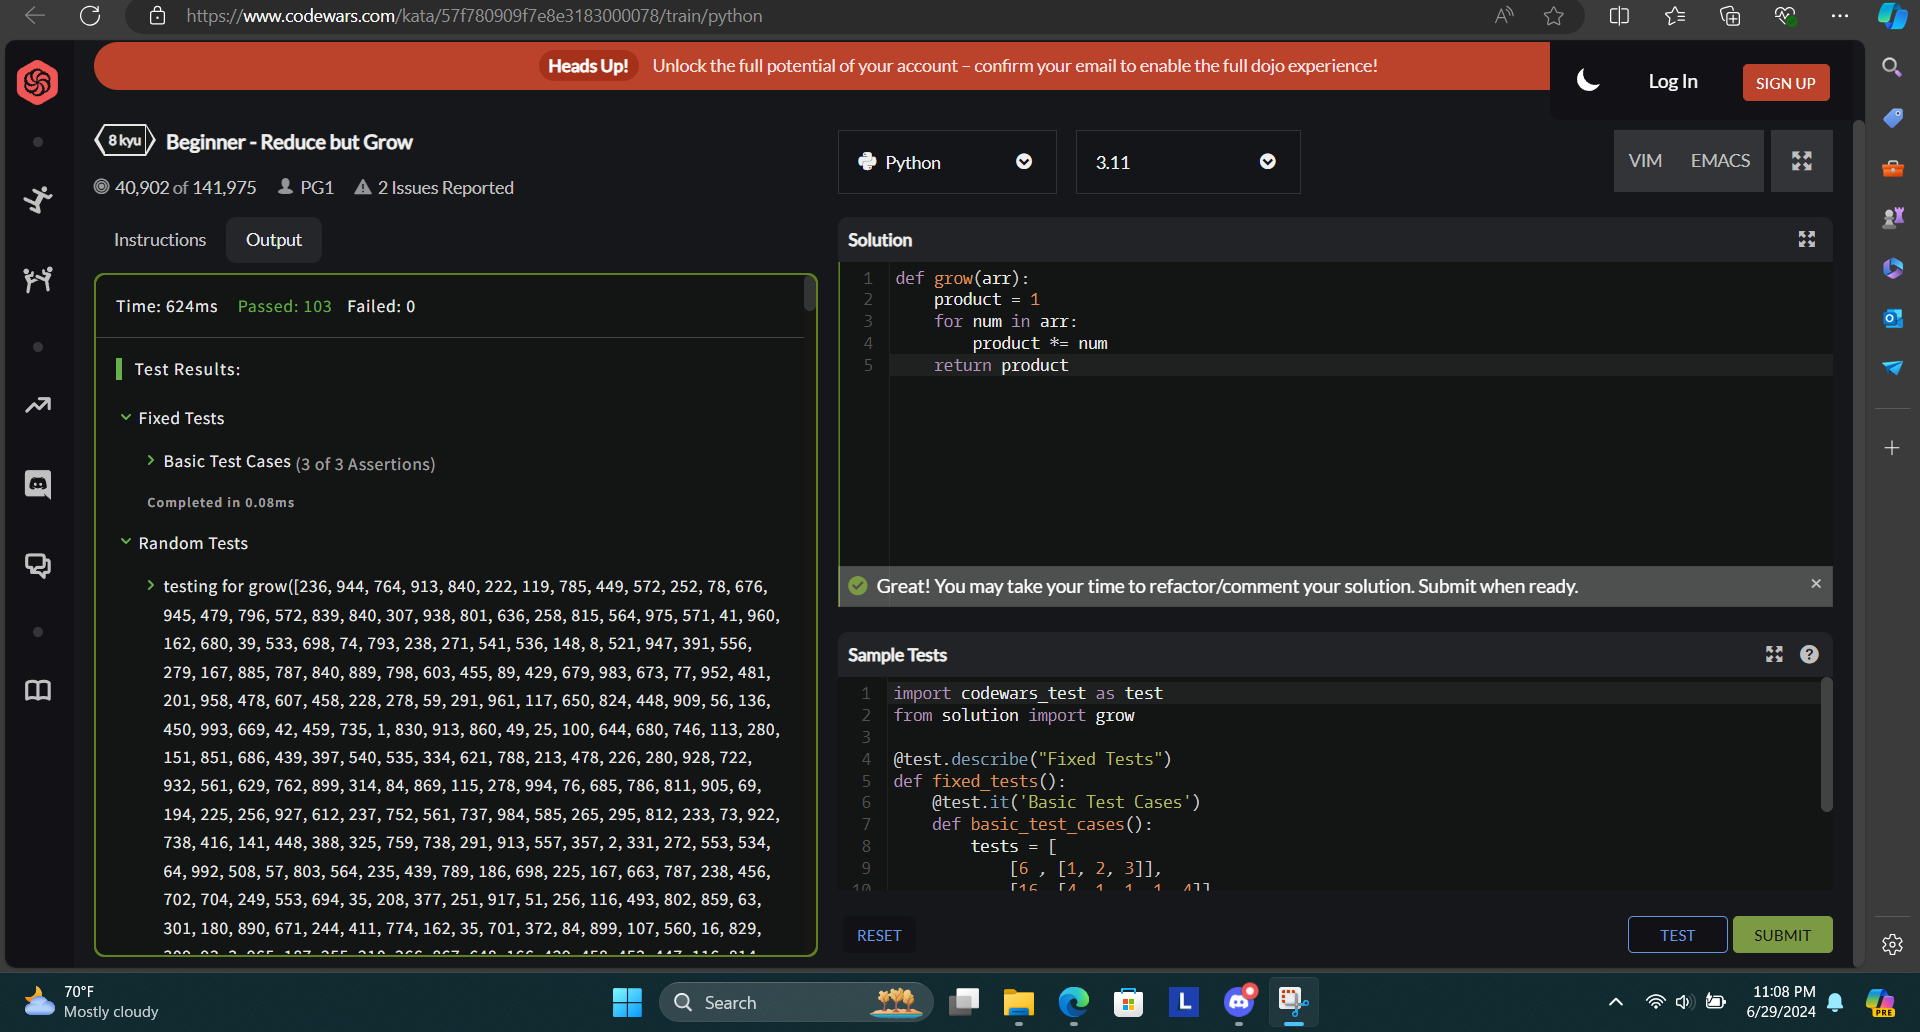 https://www.codewars.com/kata/57f780909f7e8e3183000078/train/python
Heads Up! Unlock the full potential of your account – confirm your email to enable the full dojo experience!
Log In
SIGN UP
8 kyu
Beginner - Reduce but Grow
40,902 of 141,975 PG1 2 Issues Reported
Python
3.11
VIM EMACS
Instructions Output
Time: 624ms Passed: 103 Failed: 0
Test Results:
Fixed Tests
Basic Test Cases (3 of 3 Assertions)
Completed in 0.08ms
Random Tests
testing for grow([236, 944, 764, 913, 840, 222, 119, 785, 449, 572, 252, 78, 676,
945, 479, 796, 572, 839, 840, 307, 938, 801, 636, 258, 815, 564, 975, 571, 41, 960,
162, 680, 39, 533, 698, 74, 793, 238, 271, 541, 536, 148, 8, 521, 947, 391, 556,
279, 167, 885, 787, 840, 889, 798, 603, 455, 89, 429, 679, 983, 673, 77, 952, 481,
201, 958, 478, 607, 458, 228, 278, 59, 291, 961, 117, 650, 824, 448, 909, 56, 136,
450, 993, 669, 42, 459, 735, 1, 830, 913, 860, 49, 25, 100, 644, 680, 746, 113, 280,
151, 851, 686, 439, 397, 540, 535, 334, 621, 788, 213, 478, 226, 280, 928, 722,
932, 561, 629, 762, 899, 314, 84, 869, 115, 278, 994, 76, 685, 786, 811, 905, 69,
194, 225, 256, 927, 612, 237, 752, 561, 737, 984, 585, 265, 295, 812, 233, 73, 922,
738, 416, 141, 448, 388, 325, 759, 738, 291, 913, 557, 357, 2, 331, 272, 553, 534,
64, 992, 508, 57, 803, 564, 235, 439, 789, 186, 698, 225, 167, 663, 787, 238, 456,
702, 704, 249, 553, 694, 35, 208, 377, 251, 917, 51, 256, 116, 493, 802, 859, 63,
301, 180, 890, 671, 244, 411, 774, 162, 35, 701, 372, 84, 899, 107, 560, 16, 829,
Solution
1 def grow(arr):
2 product = 1
3 for num in arr:
4 product *= num
5 return product
Great! You may take your time to refactor/comment your solution. Submit when ready.
Sample Tests
1 import codewars_test as test
2 from solution import grow
3
4 @test.describe("Fixed Tests")
5 def fixed_tests():
6 @test.it('Basic Test Cases')
7 def basic_test_cases():
8 tests = [
9 [6 , [1, 2, 3]],
10 [16, [4, 1, 1, 1, 4]]
RESET
TEST
SUBMIT
70°F
Mostly cloudy
Search
L
11:08 PM
6/29/2024
PRE